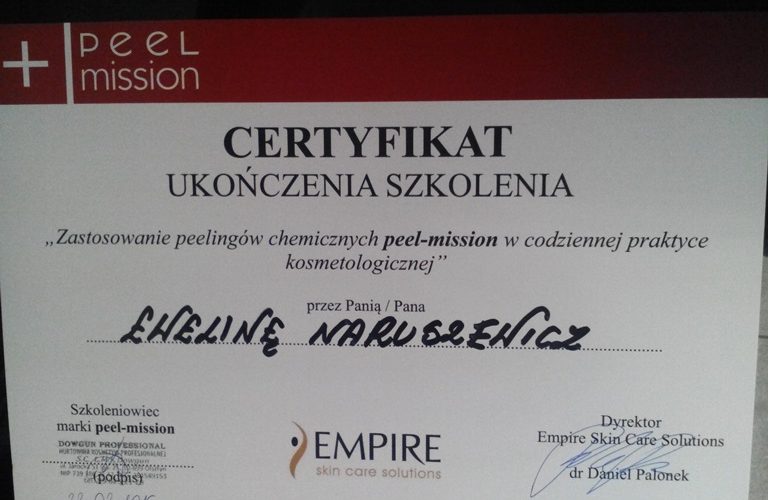 peel
mission
CERTYFIKAT
UKOŃCZENIA SZKOLENIA
„Zastosowanie peelingów chemicznych peel-mission w codziennej praktyce
kosmetologicznej”
przez Panią / Pana
EWELINĘ NARUSZEWICZ
Szkoleniowiec
marki peel-mission
DOWGUN PROFESSIONAL
(podpis)
EMPIRE
skin care solutions
Dyrektor
Empire Skin Care Solutions
dr Daniel Palonek